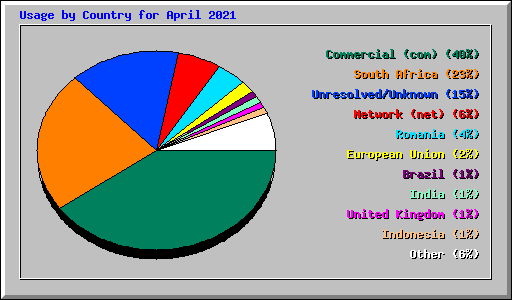 Usage by Country for April 2021
Commercial (com) (40%)
South Africa (23%)
Unresolved/Unknown (15%)
Network (net) (6%)
Romania (4%)
European Union (2%)
Brazil (1%)
India (1%)
United Kingdom (1%)
Indonesia (1%)
Other (6%)